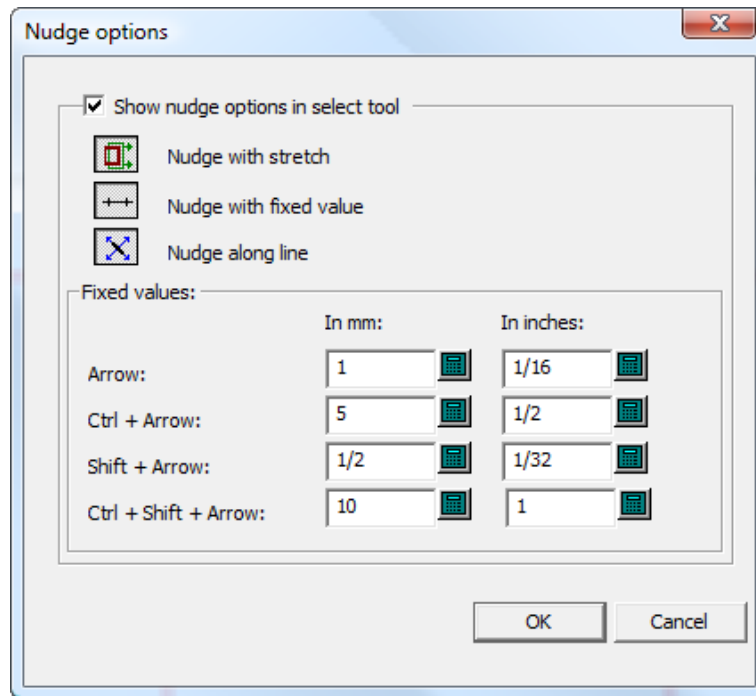 Nudge options
Show nudge options in select tool
Nudge with stretch
Nudge with fixed value
Nudge along line
Fixed values:
In mm: In inches:
Arrow: 1 1/16
Ctrl + Arrow: 5 1/2
Shift + Arrow: 1/2 1/32
Ctrl + Shift + Arrow: 10 1
OK Cancel